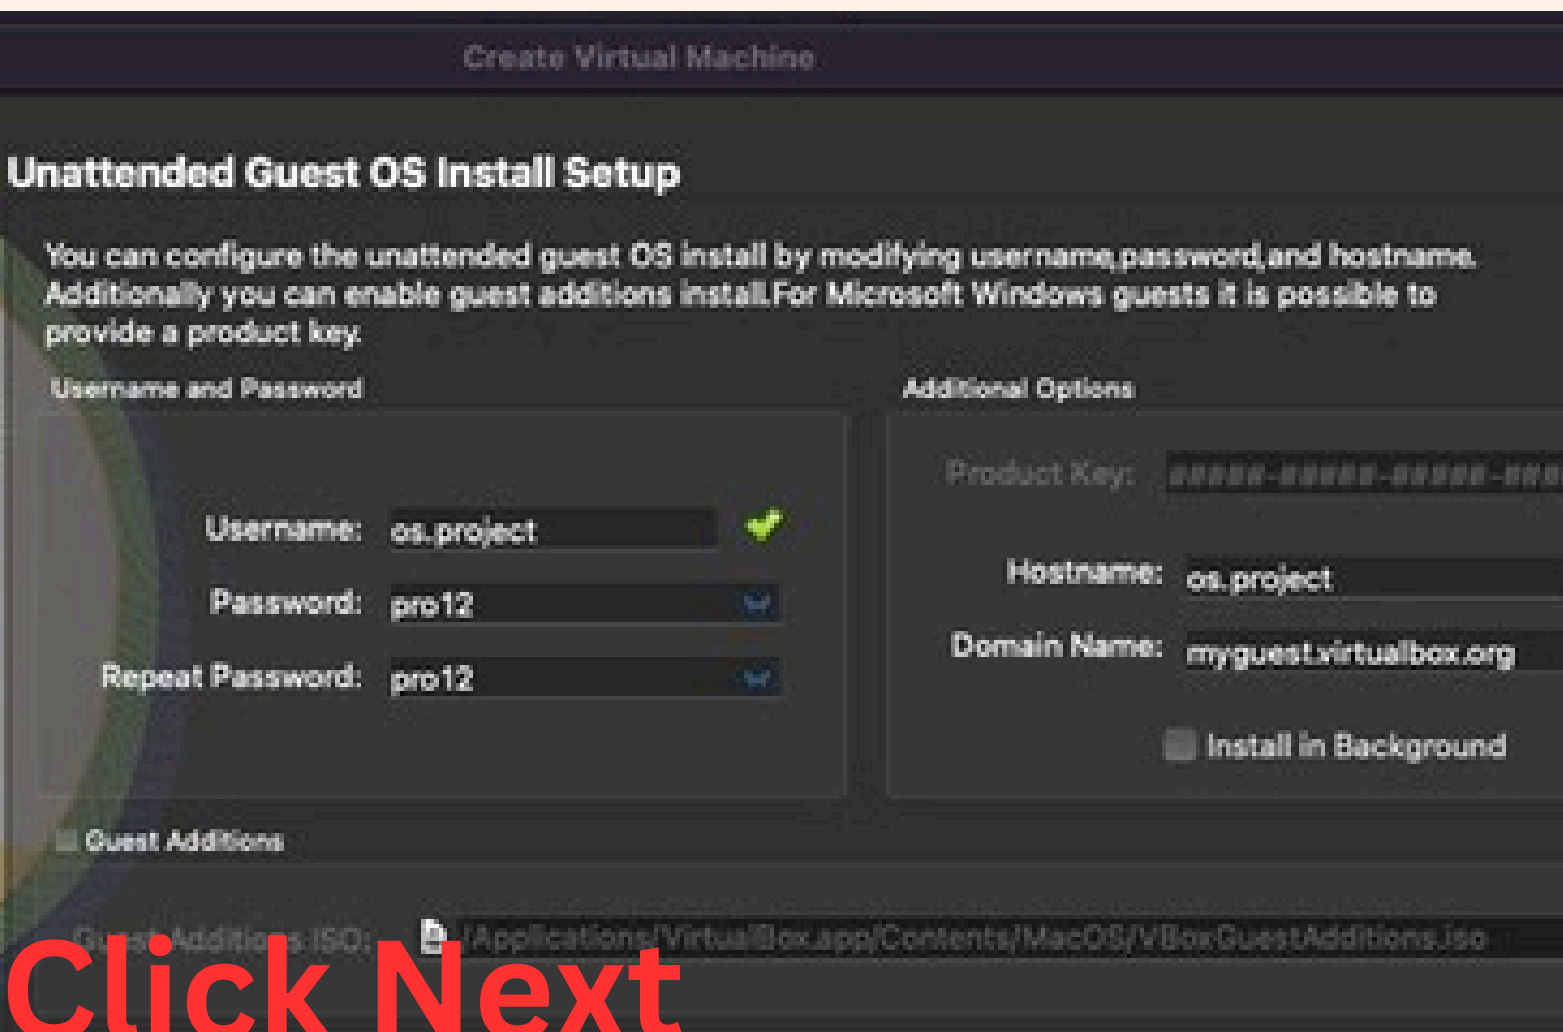 Create Virtual Machine
Unattended Guest OS Install Setup
You can configure the unattended guest OS install by modifying username,password,and hostname.
Additionally you can enable guest additions install.For Microsoft Windows guests it is possible to
provide a product key.
Username and Password
Additional Options
Product Key: #####-#####-#####-###
Username: os.project
Hostname: os.project
Password: pro12
Domain Name: myguest.virtualbox.org
Repeat Password: pro12
Install in Background
Guest Additions
Guest Additions ISO: /Applications/VirtualBox.app/Contents/MacOS/VBoxGuestAdditions.iso
Click Next